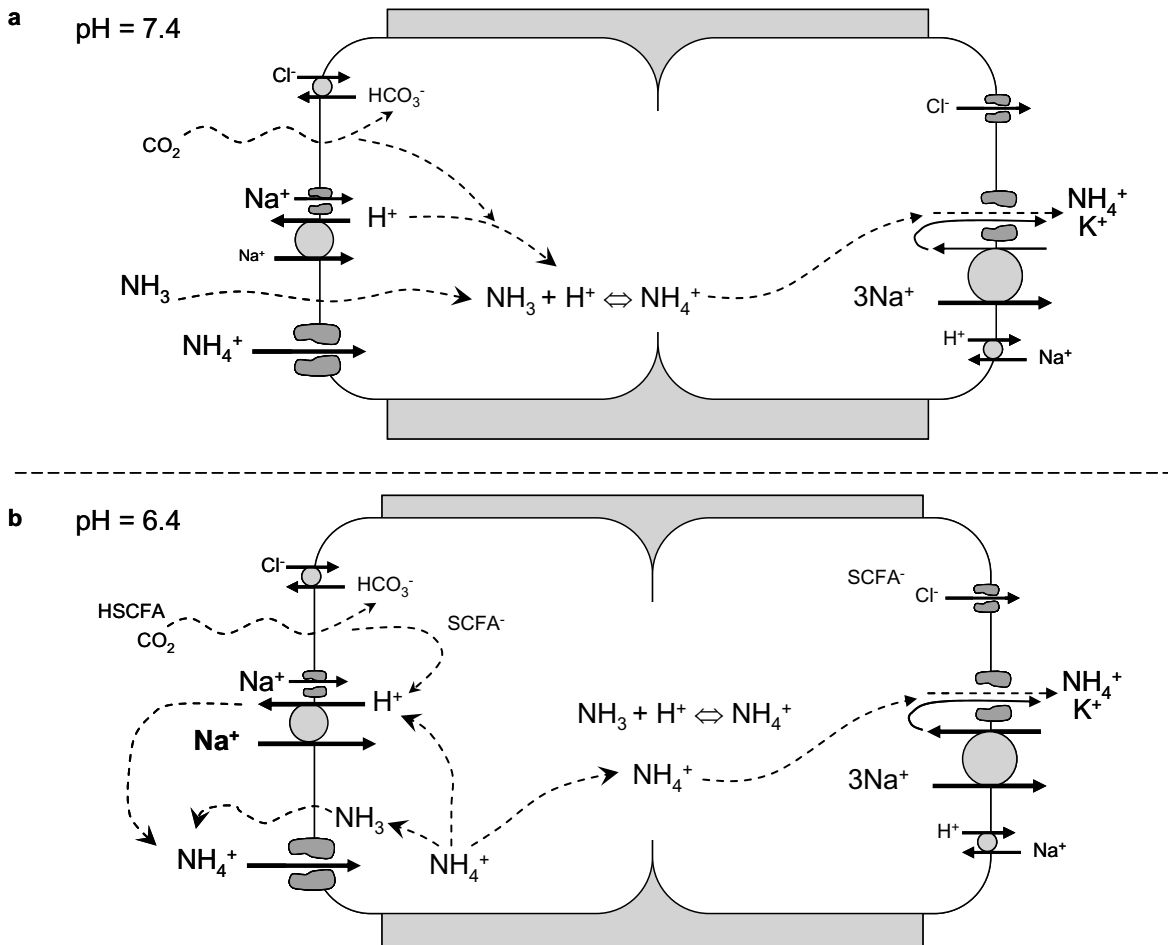 a
pH = 7.4
Cl⁻
HCO₃⁻
CO₂
Cl⁻
Na⁺
H⁺
NH₄⁺
K⁺
Na⁺
NH₃
NH₃ + H⁺ ⇔ NH₄⁺
3Na⁺
NH₄⁺
H⁺
Na⁺
b
pH = 6.4
Cl⁻
HCO₃⁻
SCFA⁻
HSCFA
Cl⁻
CO₂
SCFA⁻
Na⁺
H⁺
NH₄⁺
K⁺
NH₃ + H⁺ ⇔ NH₄⁺
Na⁺
NH₄⁺
3Na⁺
NH₃
NH₄⁺
NH₄⁺
H⁺
Na⁺